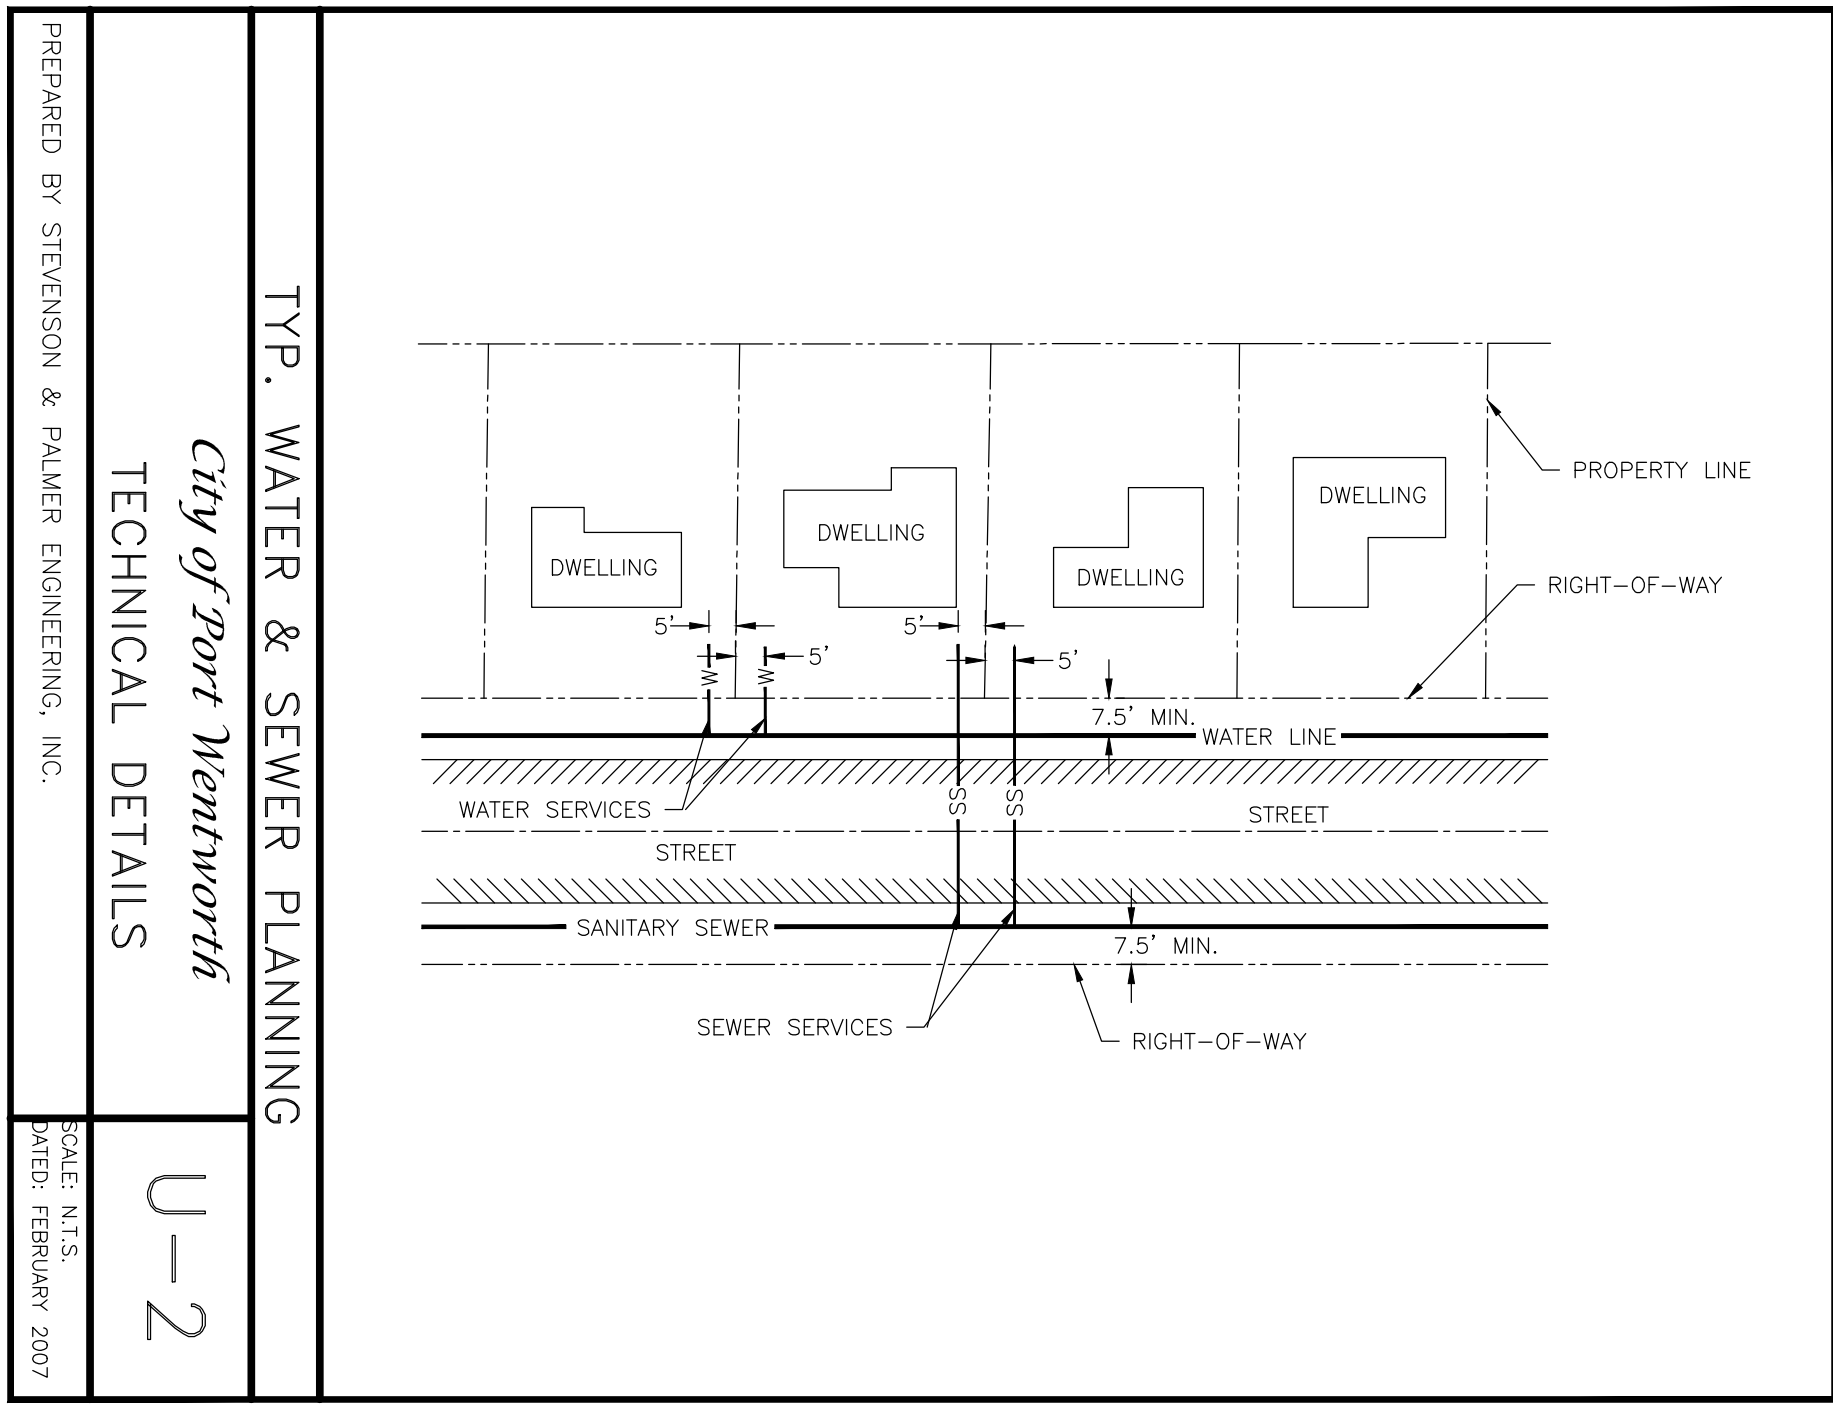 DWELLING
DWELLING
DWELLING
DWELLING
PROPERTY LINE
RIGHT-OF-WAY
5'
5'
5'
5'
W
W
7.5' MIN.
WATER LINE
WATER SERVICES
SS
SS
STREET
STREET
SANITARY SEWER
7.5' MIN.
SEWER SERVICES
RIGHT-OF-WAY
TYP. WATER & SEWER PLANNING
City of Port Wentworth
TECHNICAL DETAILS
U-2
PREPARED BY STEVENSON & PALMER ENGINEERING, INC.
SCALE: N.T.S.
DATED: FEBRUARY 2007